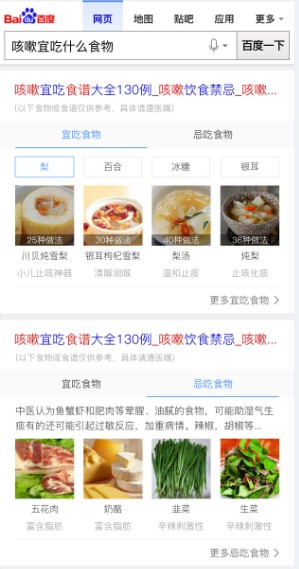 Bai 百度 网页 地图 贴吧 应用 更多
咳嗽宜吃什么食物 百度一下
咳嗽宜吃食谱大全130例_咳嗽饮食禁忌_咳嗽...
(以下食物或食谱仅供参考，具体请遵医嘱)
宜吃食物 忌吃食物
梨 百合 冰糖 银耳
25种做法 30种做法 40种做法 36种做法
川贝炖雪梨 银耳枸杞雪梨 梨汤 炖梨
小儿止咳神器 清喉润喉 温和止痰 止咳化痰
更多宜吃食物 >
咳嗽宜吃食谱大全130例_咳嗽饮食禁忌_咳嗽...
(以下食物或食谱仅供参考，具体请遵医嘱)
宜吃食物 忌吃食物
中医认为鱼蟹虾和肥肉等荤腥、油腻的食物，可能助湿气生
痰有的还可能引起过敏反应，加重病情。辣椒，胡椒等...
五花肉 奶酪 韭菜 生菜
富含脂肪 富含脂肪 辛辣刺激性 辛辣刺激性
更多忌吃食物 >